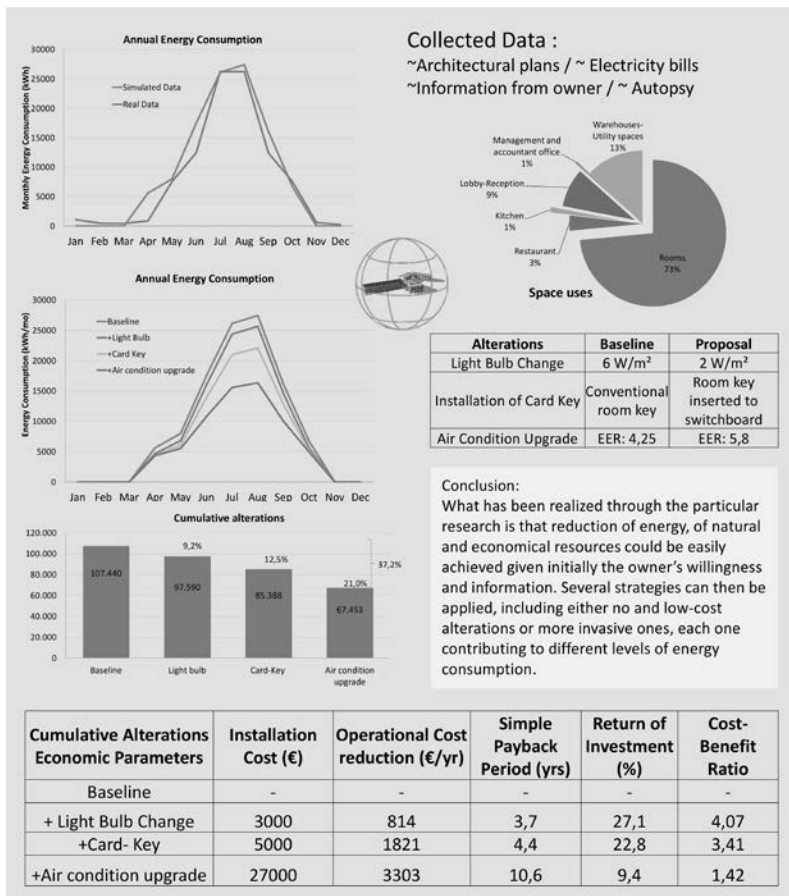 Annual Energy Consumption
Monthly Energy Consumption (kWh)
30000
25000
20000
15000
10000
5000
0
Simulated Data
Real Data
Jan Feb Mar Apr May Jun Jul Aug Sep Oct Nov Dec
Collected Data :
~Architectural plans / ~ Electricity bills
~Information from owner / ~ Autopsy
Warehouses-
Utility spaces
13%
Management and
accountant office
1%
Lobby-Reception
9%
Kitchen
1%
Restaurant
3%
Rooms
73%
Space uses
Annual Energy Consumption
Energy Consumption (kWh/mo)
30000
25000
20000
15000
10000
5000
0
Baseline
+Light Bulb
+Card Key
+Air condition upgrade
Jan Feb Mar Apr May Jun Jul Aug Sep Oct Nov Dec
Alterations Baseline Proposal
Light Bulb Change 6 W/m² 2 W/m²
Installation of Card Key Conventional room key Room key inserted to switchboard
Air Condition Upgrade EER: 4,25 EER: 5,8
Cumulative alterations
120.000
100.000
80.000
60.000
40.000
20.000
0
107.440
9,2%
97.590
12,5%
85.388
21,0%
67.453
37,2%
Baseline Light bulb Card-Key Air condition upgrade
Conclusion:
What has been realized through the particular
research is that reduction of energy, of natural
and economical resources could be easily
achieved given initially the owner's willingness
and information. Several strategies can then be
applied, including either no and low-cost
alterations or more invasive ones, each one
contributing to different levels of energy
consumption.
Cumulative Alterations Economic Parameters Installation Cost (€) Operational Cost reduction (€/yr) Simple Payback Period (yrs) Return of Investment (%) Cost-Benefit Ratio
Baseline - - - - -
+ Light Bulb Change 3000 814 3,7 27,1 4,07
+Card- Key 5000 1821 4,4 22,8 3,41
+Air condition upgrade 27000 3303 10,6 9,4 1,42